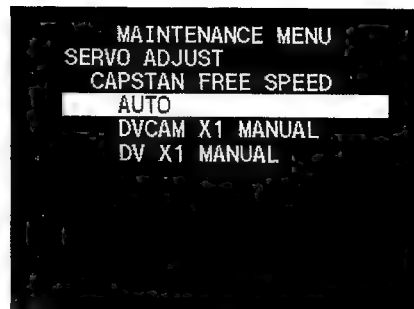 MAINTENANCE MENU
SERVO ADJUST
CAPSTAN FREE SPEED
AUTO
DVCAM X1 MANUAL
DV X1 MANUAL